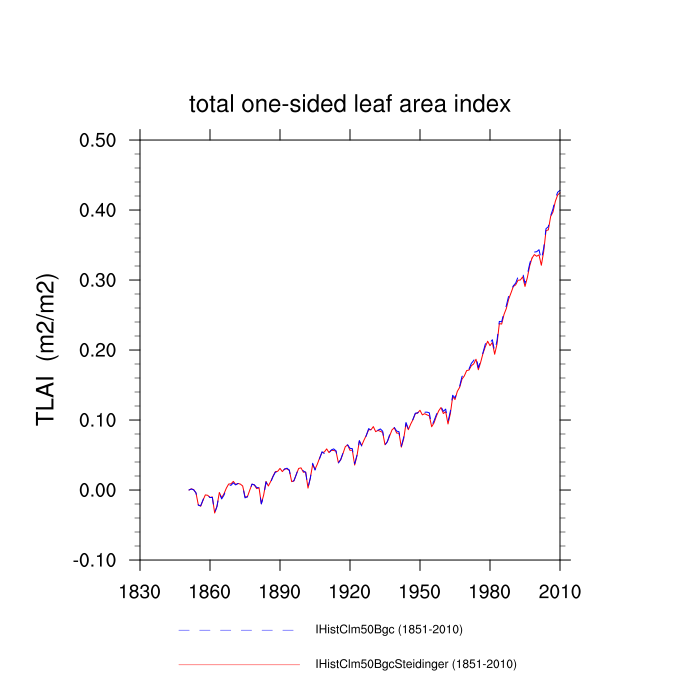 total one-sided leaf area index
0.50
0.40
0.30
0.20
0.10
0.00
-0.10
TLAI (m2/m2)
1830 1860 1890 1920 1950 1980 2010
IHistClm50Bgc (1851-2010)
IHistClm50BgcSteidinger (1851-2010)